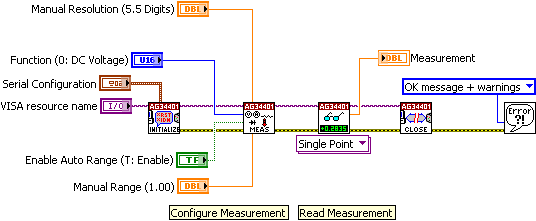 Manual Resolution (5.5 Digits)
DBL
Function (0: DC Voltage)
U16
Measurement
DBL
Serial Configuration
OK message + warnings
VISA resource name
I/O
AG34401
INITIALIZE
AG34401
MEAS
AG34401
AG34401
CLOSE
Error
?!
Single Point
Enable Auto Range (T: Enable)
TF
Manual Range (1.00)
DBL
Configure Measurement
Read Measurement